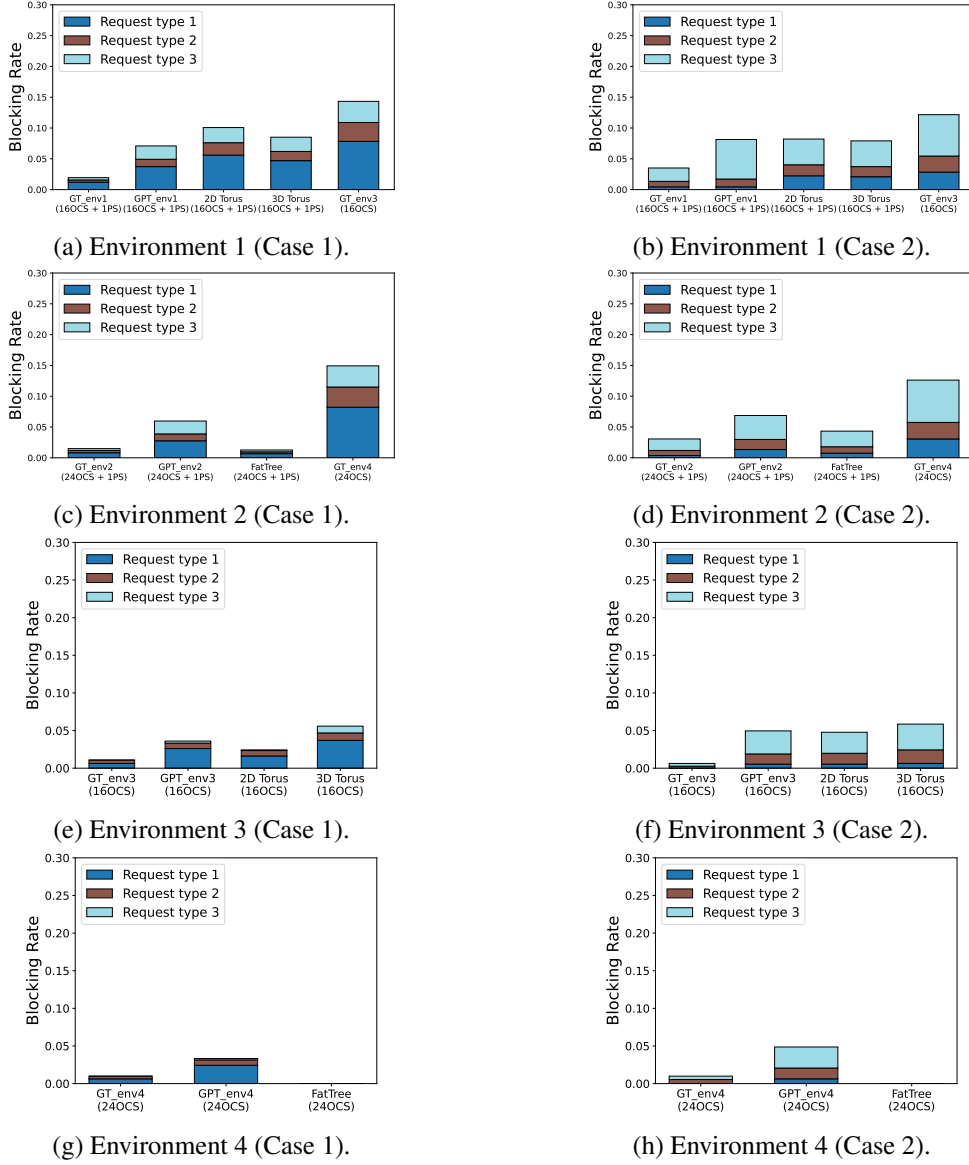 0.30
0.25
0.20
0.15
0.10
0.05
0.00
Blocking Rate
Request type 1
Request type 2
Request type 3
GT_env1 GPT_env1 2D Torus 3D Torus GT_env3
(16OCS + 1PS) (16OCS + 1PS) (16OCS + 1PS) (16OCS + 1PS) (16OCS)
(a) Environment 1 (Case 1).
0.30
0.25
0.20
0.15
0.10
0.05
0.00
Blocking Rate
Request type 1
Request type 2
Request type 3
GT_env1 GPT_env1 2D Torus 3D Torus GT_env3
(16OCS + 1PS) (16OCS + 1PS) (16OCS + 1PS) (16OCS + 1PS) (16OCS)
(b) Environment 1 (Case 2).
0.30
0.25
0.20
0.15
0.10
0.05
0.00
Blocking Rate
Request type 1
Request type 2
Request type 3
GT_env2 GPT_env2 FatTree GT_env4
(24OCS + 1PS) (24OCS + 1PS) (24OCS + 1PS) (24OCS)
(c) Environment 2 (Case 1).
0.30
0.25
0.20
0.15
0.10
0.05
0.00
Blocking Rate
Request type 1
Request type 2
Request type 3
GT_env2 GPT_env2 FatTree GT_env4
(24OCS + 1PS) (24OCS + 1PS) (24OCS + 1PS) (24OCS)
(d) Environment 2 (Case 2).
0.30
0.25
0.20
0.15
0.10
0.05
0.00
Blocking Rate
Request type 1
Request type 2
Request type 3
GT_env3 GPT_env3 2D Torus 3D Torus
(16OCS) (16OCS) (16OCS) (16OCS)
(e) Environment 3 (Case 1).
0.30
0.25
0.20
0.15
0.10
0.05
0.00
Blocking Rate
Request type 1
Request type 2
Request type 3
GT_env3 GPT_env3 2D Torus 3D Torus
(16OCS) (16OCS) (16OCS) (16OCS)
(f) Environment 3 (Case 2).
0.30
0.25
0.20
0.15
0.10
0.05
0.00
Blocking Rate
Request type 1
Request type 2
Request type 3
GT_env4 GPT_env4 FatTree
(24OCS) (24OCS) (24OCS)
(g) Environment 4 (Case 1).
0.30
0.25
0.20
0.15
0.10
0.05
0.00
Blocking Rate
Request type 1
Request type 2
Request type 3
GT_env4 GPT_env4 FatTree
(24OCS) (24OCS) (24OCS)
(h) Environment 4 (Case 2).